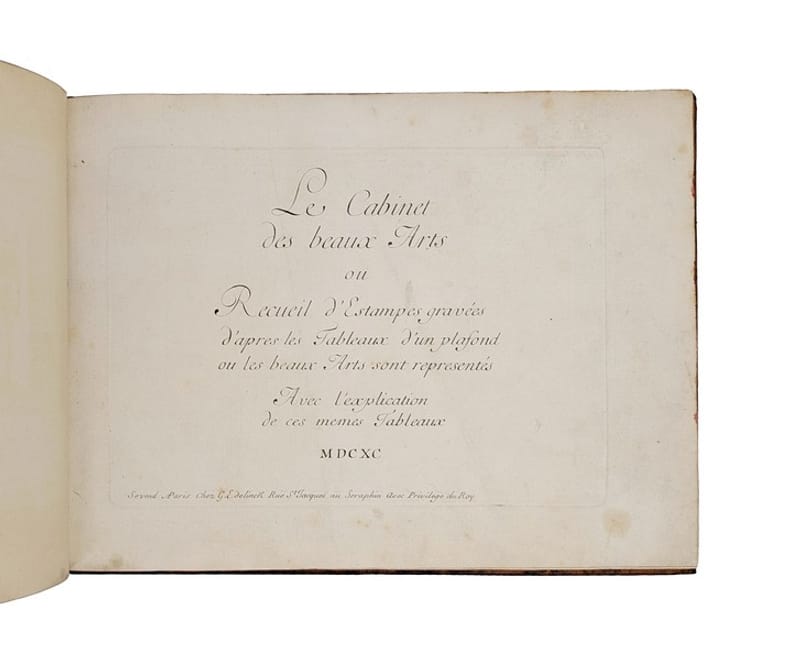 Le Cabinet
des beaux Arts
ou
Recueil d'Estampes gravées
d'apres les Tableaux d'un plafond
ou les beaux Arts sont representés
Avec l'explication
de ces memes Tableaux
MDCXC
Se vend A Paris Chez G. Edelinck Rüe St Jacques au Seraphin Avec Privilege du Roy